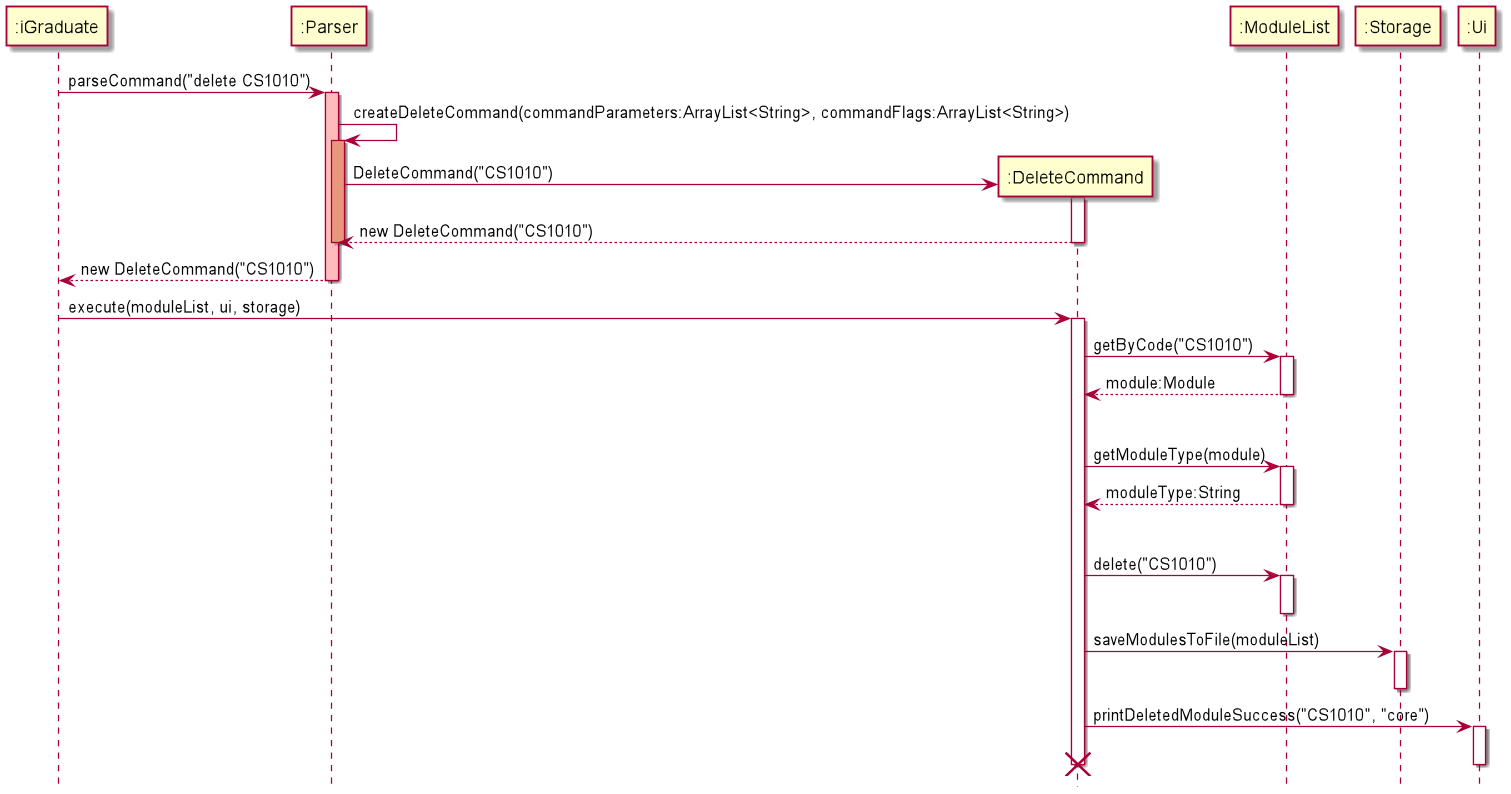 :iGraduate
:Parser
:ModuleList
:Storage
:Ui
parseCommand("delete CS1010")
createDeleteCommand(commandParameters:ArrayList<String>, commandFlags:ArrayList<String>)
DeleteCommand("CS1010")
:DeleteCommand
new DeleteCommand("CS1010")
new DeleteCommand("CS1010")
execute(moduleList, ui, storage)
getByCode("CS1010")
module:Module
getModuleType(module)
moduleType:String
delete("CS1010")
saveModulesToFile(moduleList)
printDeletedModuleSuccess("CS1010", "core")